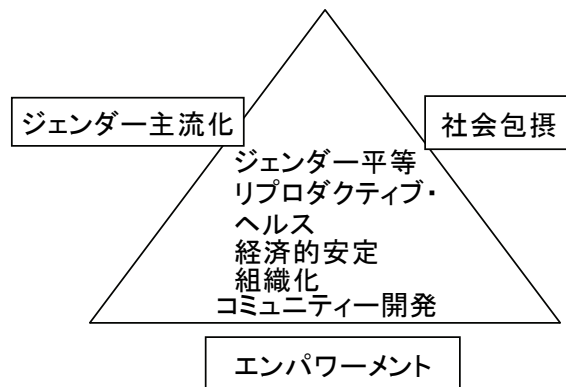 ジェンダー主流化
社会包摂
ジェンダー平等
リプロダクティブ・
ヘルス
経済的安定
組織化
コミュニティー開発
エンパワーメント